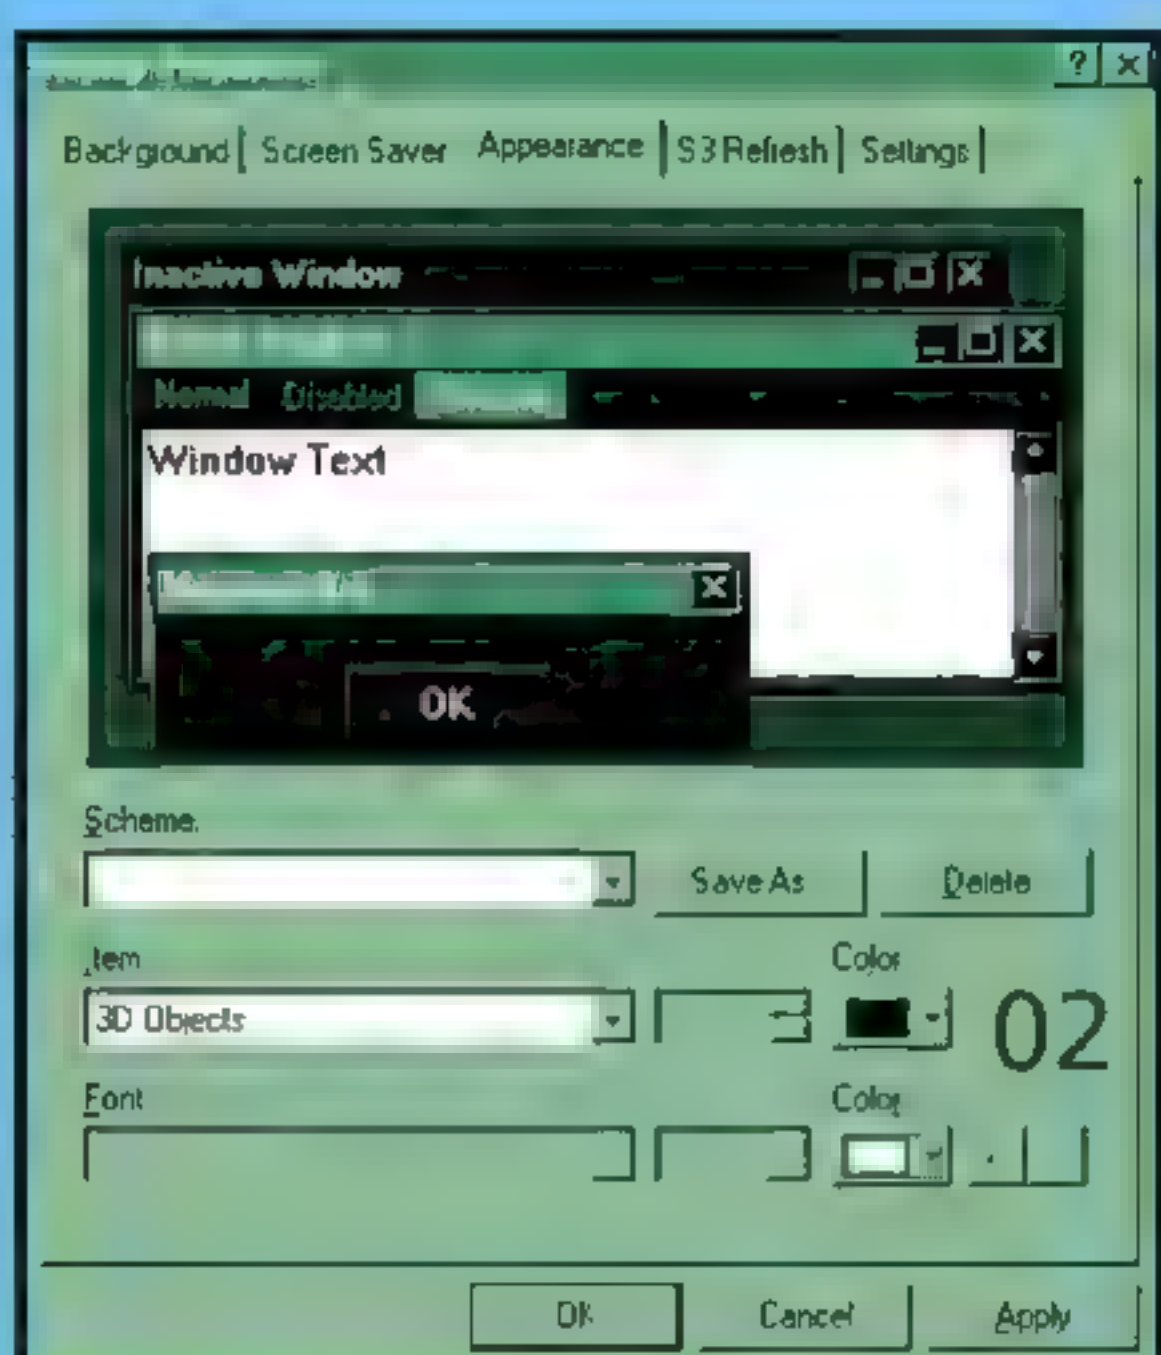 ?
Background Screen Saver Appearance S3 Refresh Settings
Inactive Window
Normal Disabled
Window Text
OK
Scheme:
Save As Delete
Item Color
3D Objects
02
Font Color
OK Cancel Apply